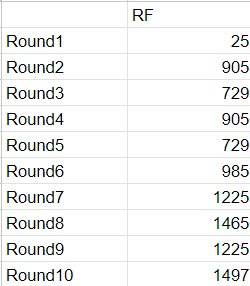 RF
Round1 25
Round2 905
Round3 729
Round4 905
Round5 729
Round6 985
Round7 1225
Round8 1465
Round9 1225
Round10 1497